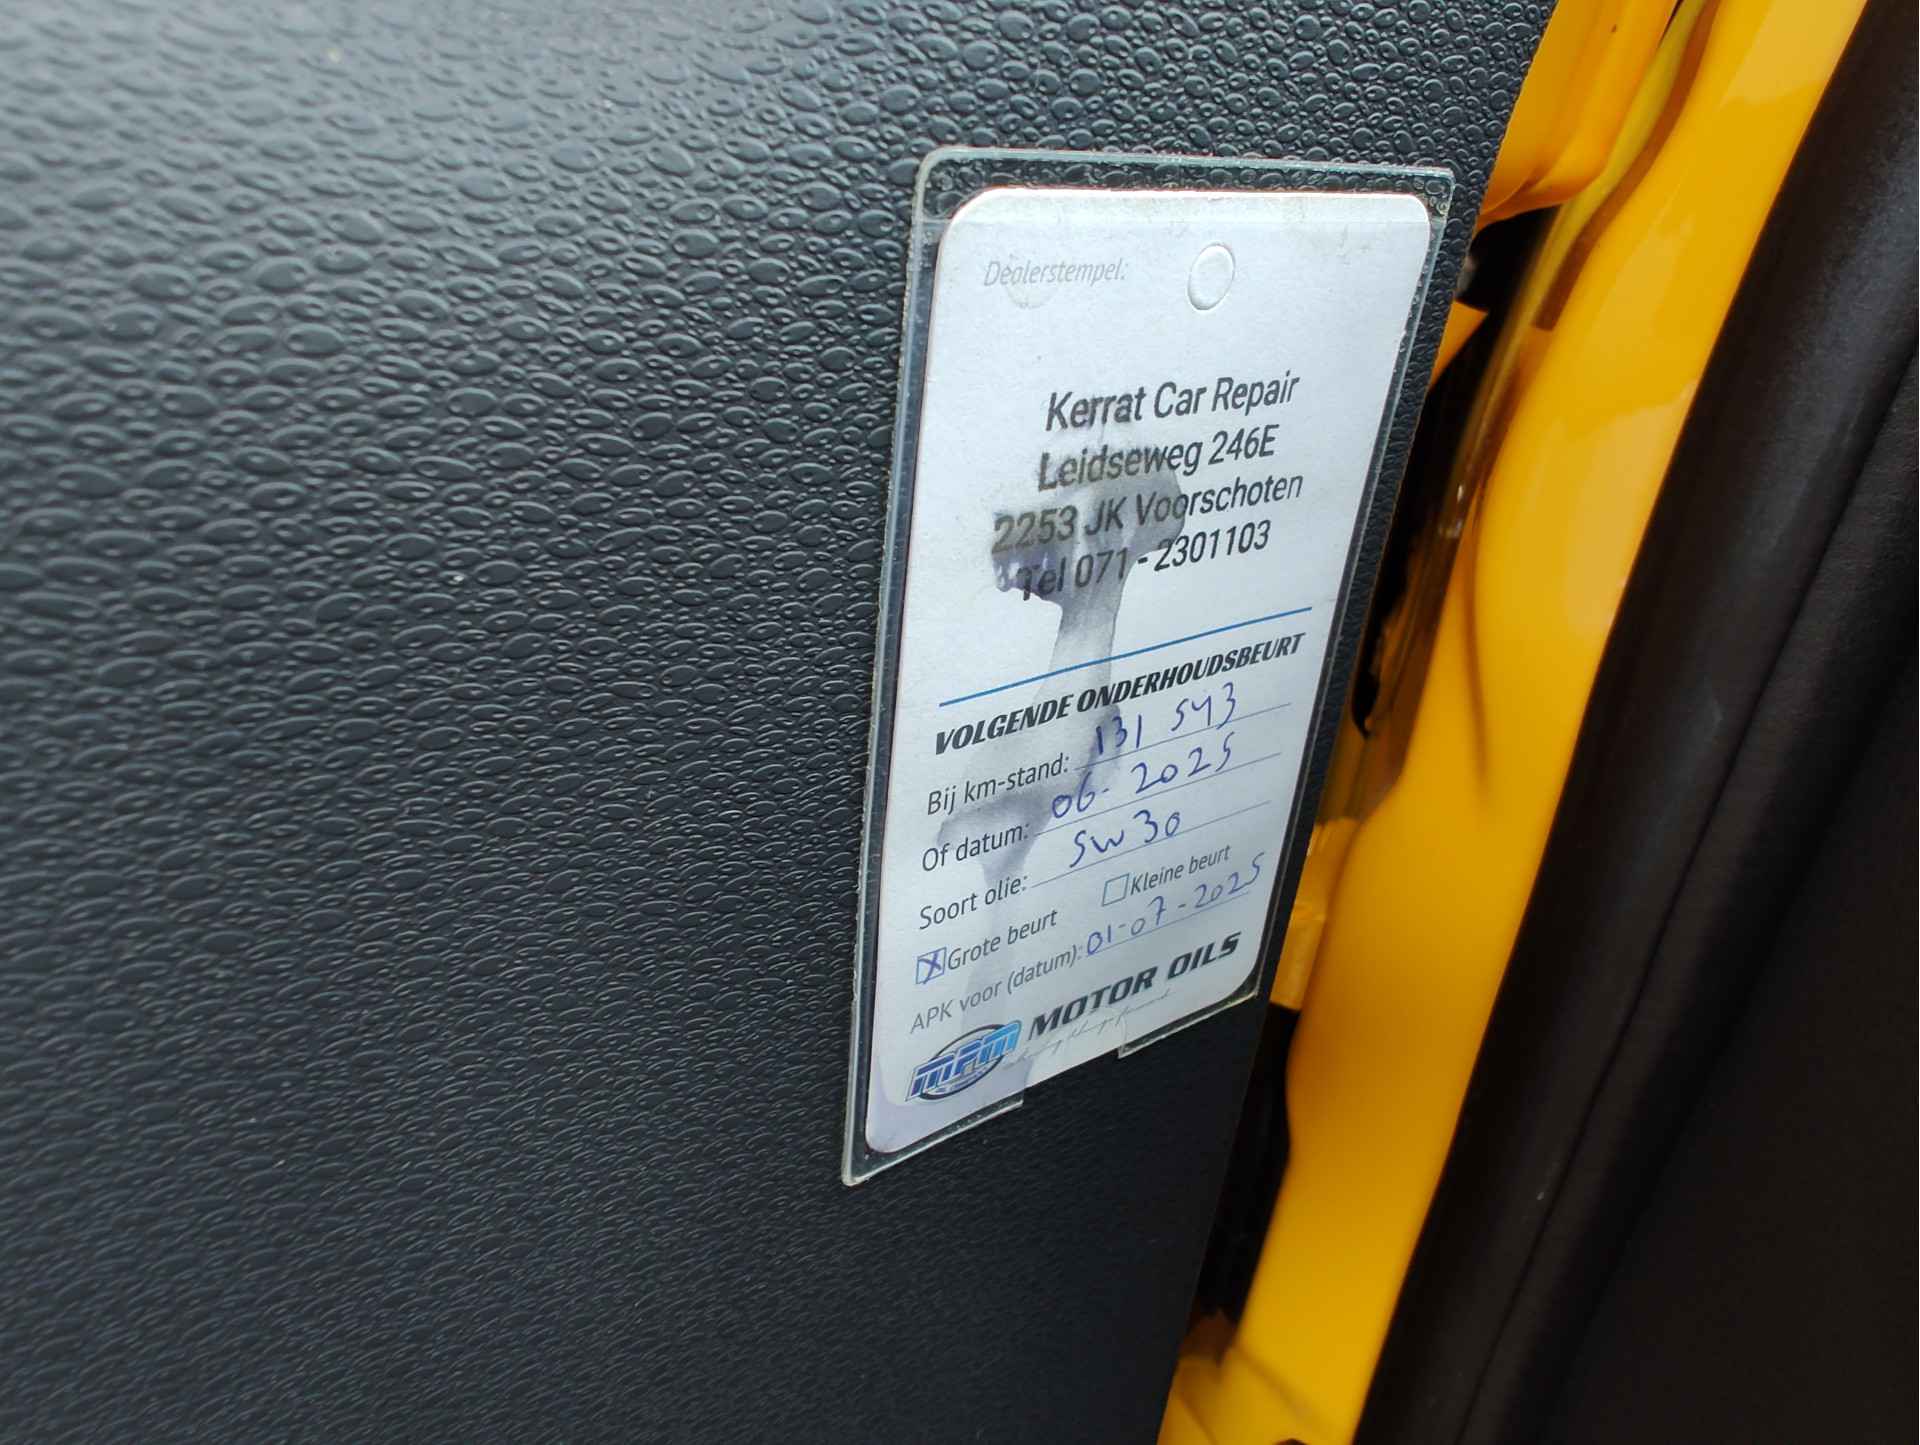 Dealerstempel:
Kerrat Car Repair
Leidseweg 246E
2253 JK Voorschoten
Tel 071 - 2301103
VOLGENDE ONDERHOUDSBEURT
Bij km-stand: 131 543
Of datum: 06-2025
Soort olie: 5W30
Grote beurt Kleine beurt
APK voor (datum): 01-07-2025
MPM MOTOR OILS